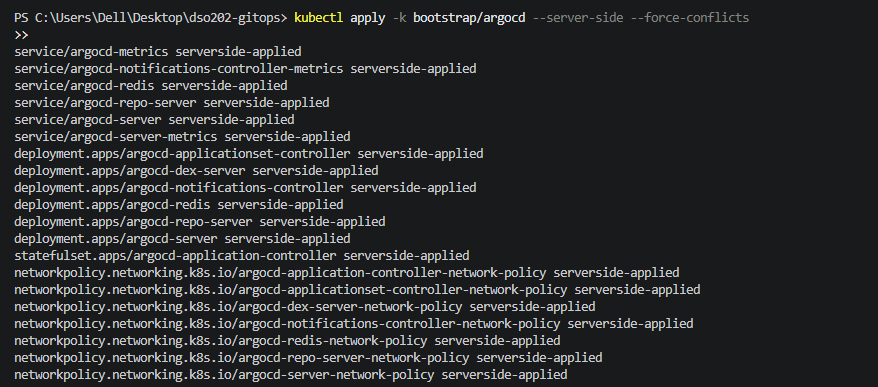 PS C:\Users\Dell\Desktop\dso202-gitops> kubectl apply -k bootstrap/argocd --server-side --force-conflicts
>>
service/argocd-metrics serverside-applied
service/argocd-notifications-controller-metrics serverside-applied
service/argocd-redis serverside-applied
service/argocd-repo-server serverside-applied
service/argocd-server serverside-applied
service/argocd-server-metrics serverside-applied
deployment.apps/argocd-applicationset-controller serverside-applied
deployment.apps/argocd-dex-server serverside-applied
deployment.apps/argocd-notifications-controller serverside-applied
deployment.apps/argocd-redis serverside-applied
deployment.apps/argocd-repo-server serverside-applied
deployment.apps/argocd-server serverside-applied
statefulset.apps/argocd-application-controller serverside-applied
networkpolicy.networking.k8s.io/argocd-application-controller-network-policy serverside-applied
networkpolicy.networking.k8s.io/argocd-applicationset-controller-network-policy serverside-applied
networkpolicy.networking.k8s.io/argocd-dex-server-network-policy serverside-applied
networkpolicy.networking.k8s.io/argocd-notifications-controller-network-policy serverside-applied
networkpolicy.networking.k8s.io/argocd-redis-network-policy serverside-applied
networkpolicy.networking.k8s.io/argocd-repo-server-network-policy serverside-applied
networkpolicy.networking.k8s.io/argocd-server-network-policy serverside-applied